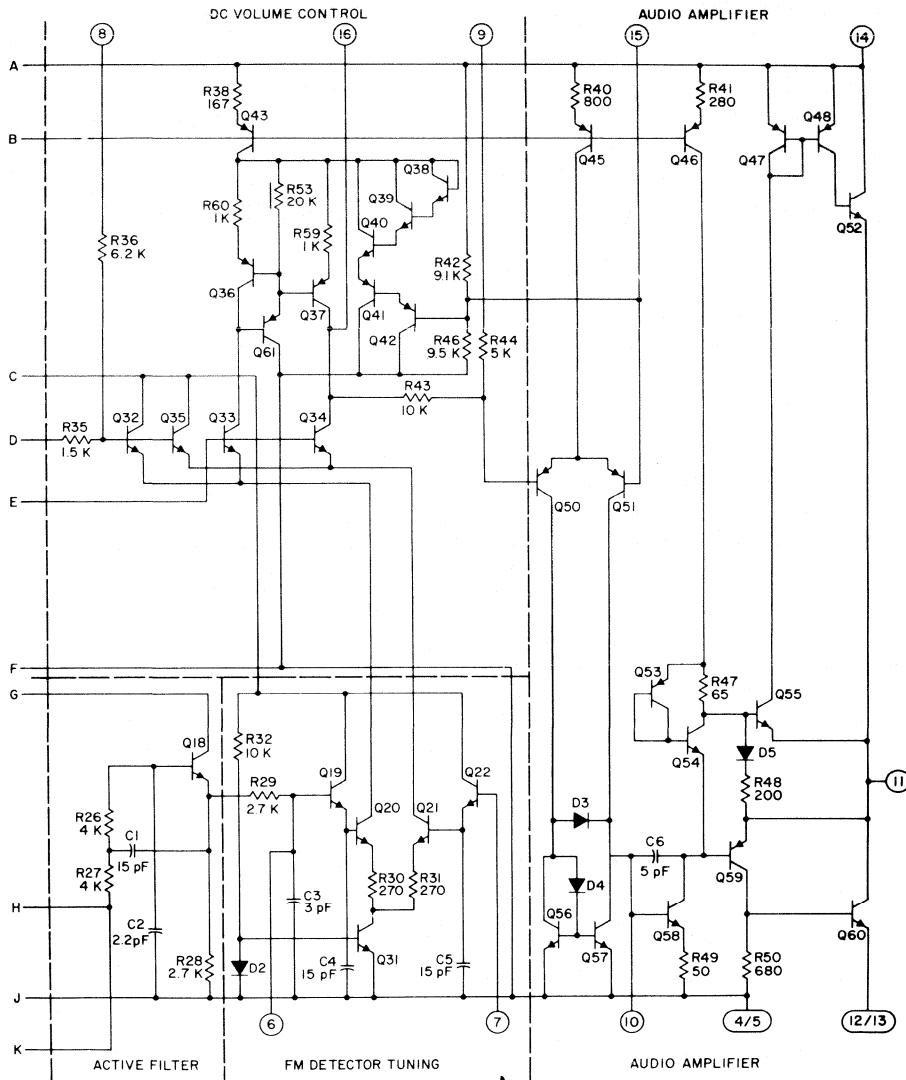 DC VOLUME CONTROL
AUDIO AMPLIFIER
8
16
9
15
14
A
R38
167
R40
800
R41
280
Q43
Q48
B
Q45
Q46
Q47
Q38
R53
20 K
Q39
R60
1 K
Q52
Q40
R59
1 K
R36
6.2 K
R42
9.1 K
Q36
Q37
Q41
Q42
R46
9.5 K
R44
5 K
Q61
C
R43
10 K
Q32
Q35
Q33
Q34
D
R35
1.5 K
E
Q50
Q51
F
Q53
R47
65
Q55
G
Q18
R32
10 K
Q54
D5
R29
2.7 K
Q19
Q22
Q20
Q21
R48
200
11
D3
R26
4 K
C1
15 pF
C6
5 pF
Q59
R27
4 K
R30
270
R31
270
D4
C3
3 pF
Q56
H
Q58
Q60
C2
2.2pF
Q57
R28
2.7 K
D2
C4
15 pF
Q31
C5
15 pF
R49
50
R50
680
J
6
7
10
4/5
12/13
K
ACTIVE FILTER
FM DETECTOR TUNING
AUDIO AMPLIFIER